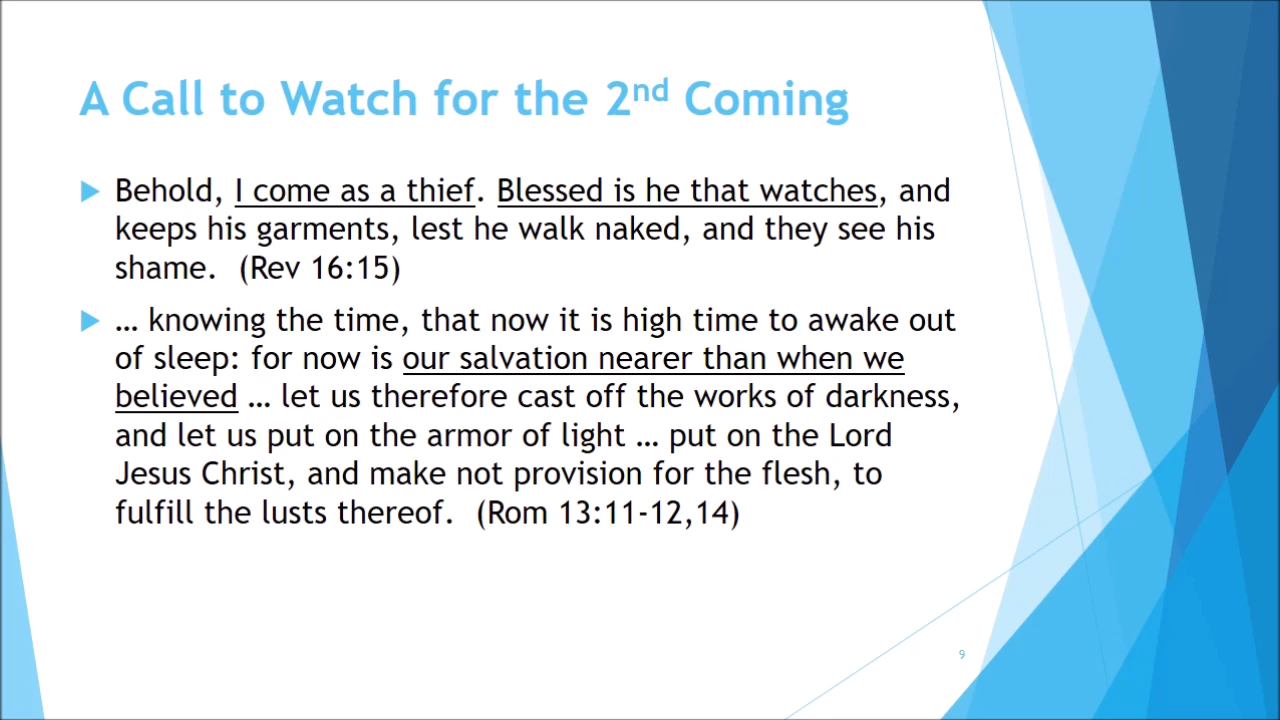 A Call to Watch for the 2nd Coming
Behold, I come as a thief. Blessed is he that watches, and
keeps his garments, lest he walk naked, and they see his
shame.  (Rev 16:15)
… knowing the time, that now it is high time to awake out
of sleep: for now is our salvation nearer than when we
believed … let us therefore cast off the works of darkness,
and let us put on the armor of light … put on the Lord
Jesus Christ, and make not provision for the flesh, to
fulfill the lusts thereof.  (Rom 13:11-12,14)
9